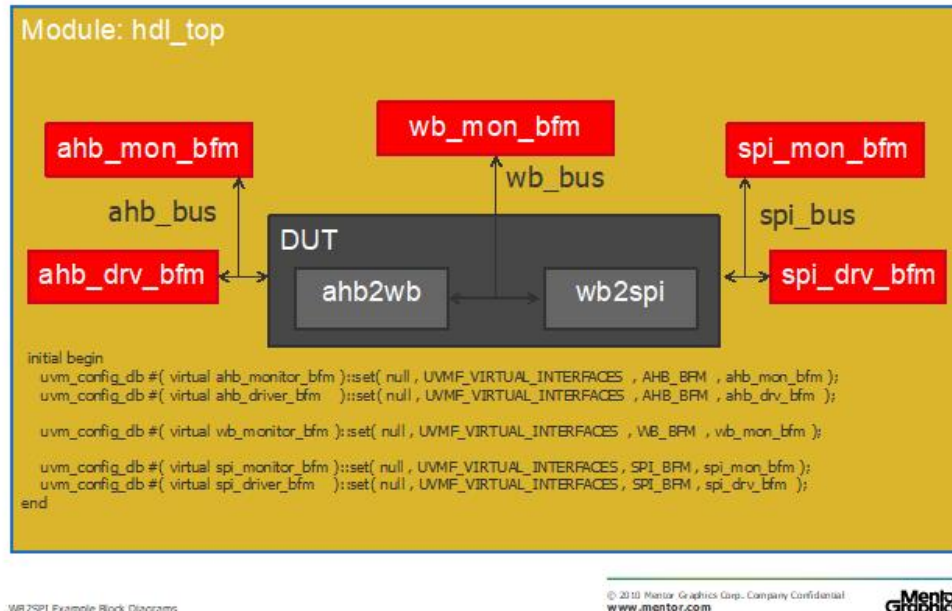 Module: hdl_top
wb_mon_bfm
ahb_mon_bfm
spi_mon_bfm
wb_bus
ahb_bus
spi_bus
DUT
ahb_drv_bfm
spi_drv_bfm
ahb2wb
wb2spi
initial begin
uvm_config_db #( virtual ahb_monitor_bfm )::set( null , UVMF_VIRTUAL_INTERFACES , AHB_BFM , ahb_mon_bfm );
uvm_config_db #( virtual ahb_driver_bfm )::set( null , UVMF_VIRTUAL_INTERFACES , AHB_BFM , ahb_drv_bfm );
uvm_config_db #( virtual wb_monitor_bfm )::set( null , UVMF_VIRTUAL_INTERFACES , WB_BFM , wb_mon_bfm );
uvm_config_db #( virtual spi_monitor_bfm )::set( null , UVMF_VIRTUAL_INTERFACES , SPI_BFM , spi_mon_bfm );
uvm_config_db #( virtual spi_driver_bfm )::set( null , UVMF_VIRTUAL_INTERFACES , SPI_BFM , spi_drv_bfm );
end
WB2SPI Example Block Diagrams
© 2010 Mentor Graphics Corp. Company Confidential
www.mentor.com